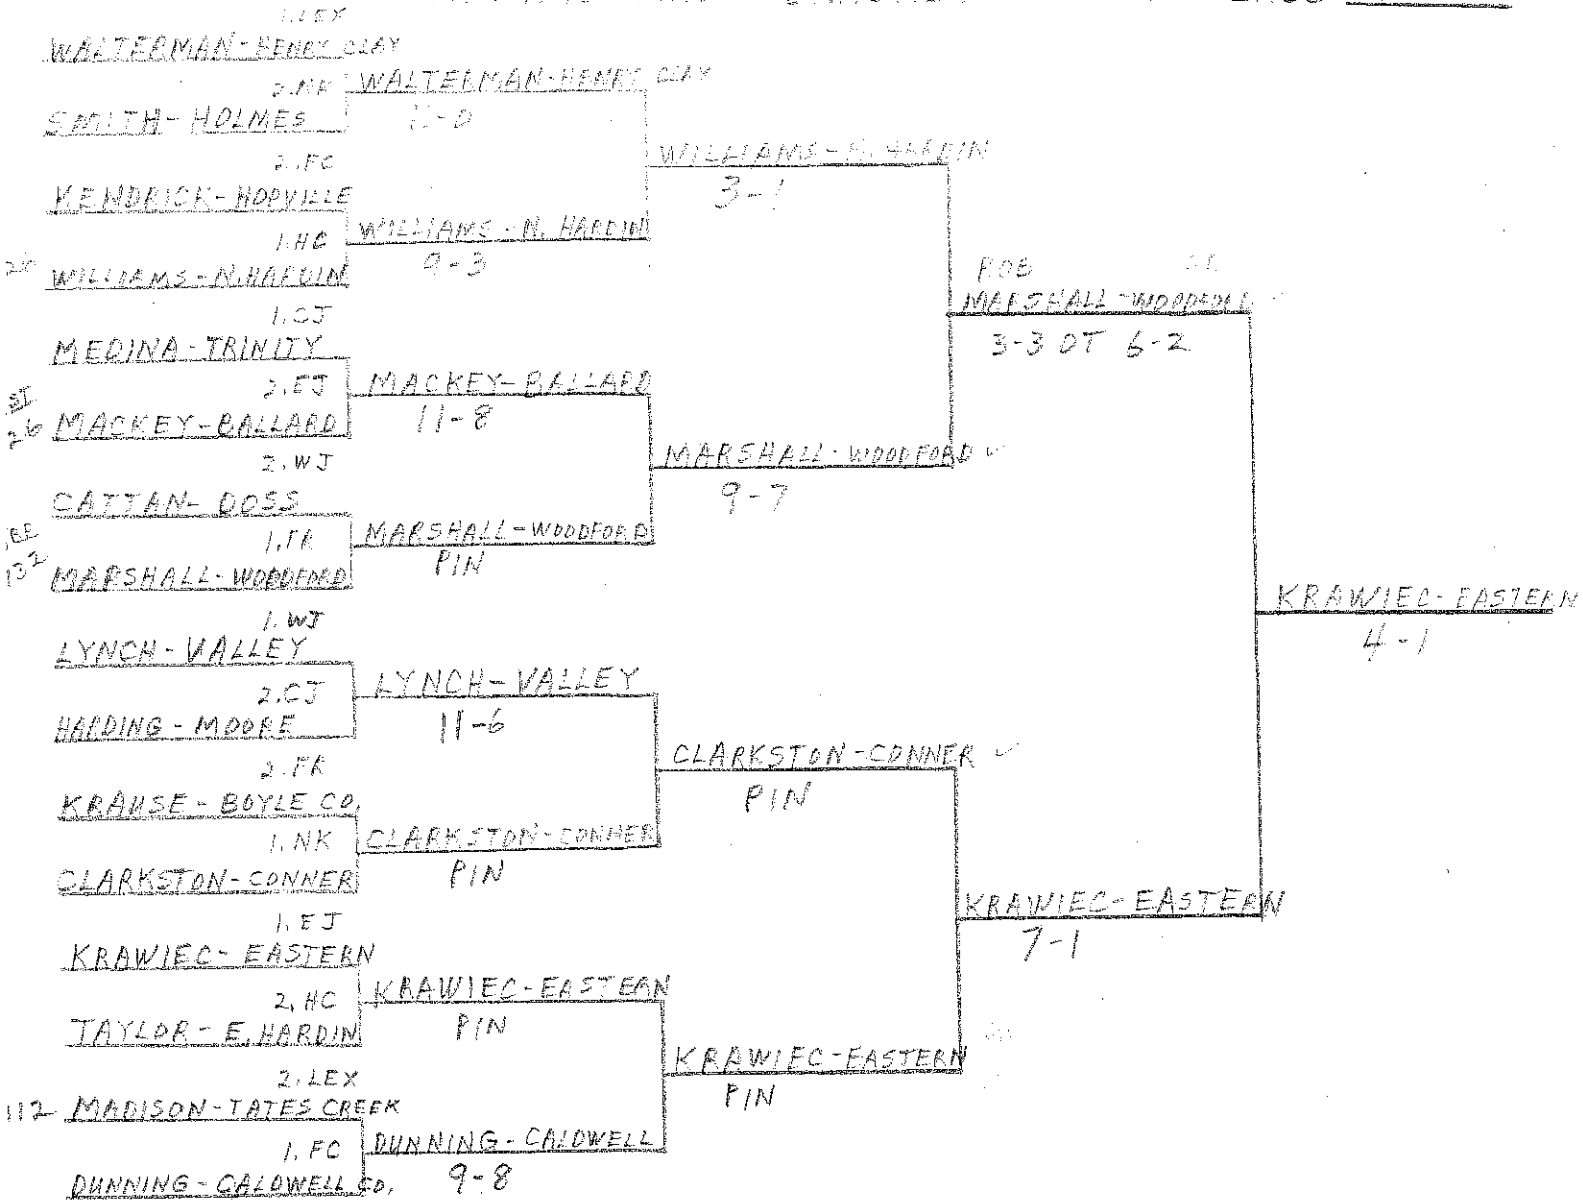 1. LEX
WALTERMAN-HENRY CLAY
2. NK
WALTERMAN-HENRY CLAY
SMITH- HOLMES
11-0
2. FC
WILLIAMS-N. HARDIN
KENDRICK-HOPVILLE
3-1
1. HC
WILLIAMS-N. HARDIN
9-3
WILLIAMS-N. HARDIN
ROB
MARSHALL-WOODFORD
3-3 OT 6-2
1. CJ
MEDINA-TRINITY
2. EJ
MACKEY-BALLARD
11-8
MACKEY-BALLARD
MARSHALL-WOODFORD
9-7
2. WJ
CATTAN- DOSS
1. FR
MARSHALL-WOODFORD
PIN
132
MARSHALL-WOODFORD
KRAWIEC-EASTERN
4-1
1. WJ
LYNCH-VALLEY
2. CJ
LYNCH-VALLEY
HARDING-MOORE
11-6
CLARKSTON-CONNER
PIN
2. FR
KRAUSE-BOYLE CO.
1. NK
CLARKSTON-CONNER
PIN
CLARKSTON-CONNER
KRAWIEC-EASTERN
7-1
1. EJ
KRAWIEC-EASTERN
2. HC
KRAWIEC-EASTERN
PIN
TAYLOR-E. HARDIN
KRAWIEC-EASTERN
PIN
2. LEX
112 MADISON-TATES CREEK
1. FC
DUNNING-CALDWELL
9-8
DUNNING-CALDWELL CO.